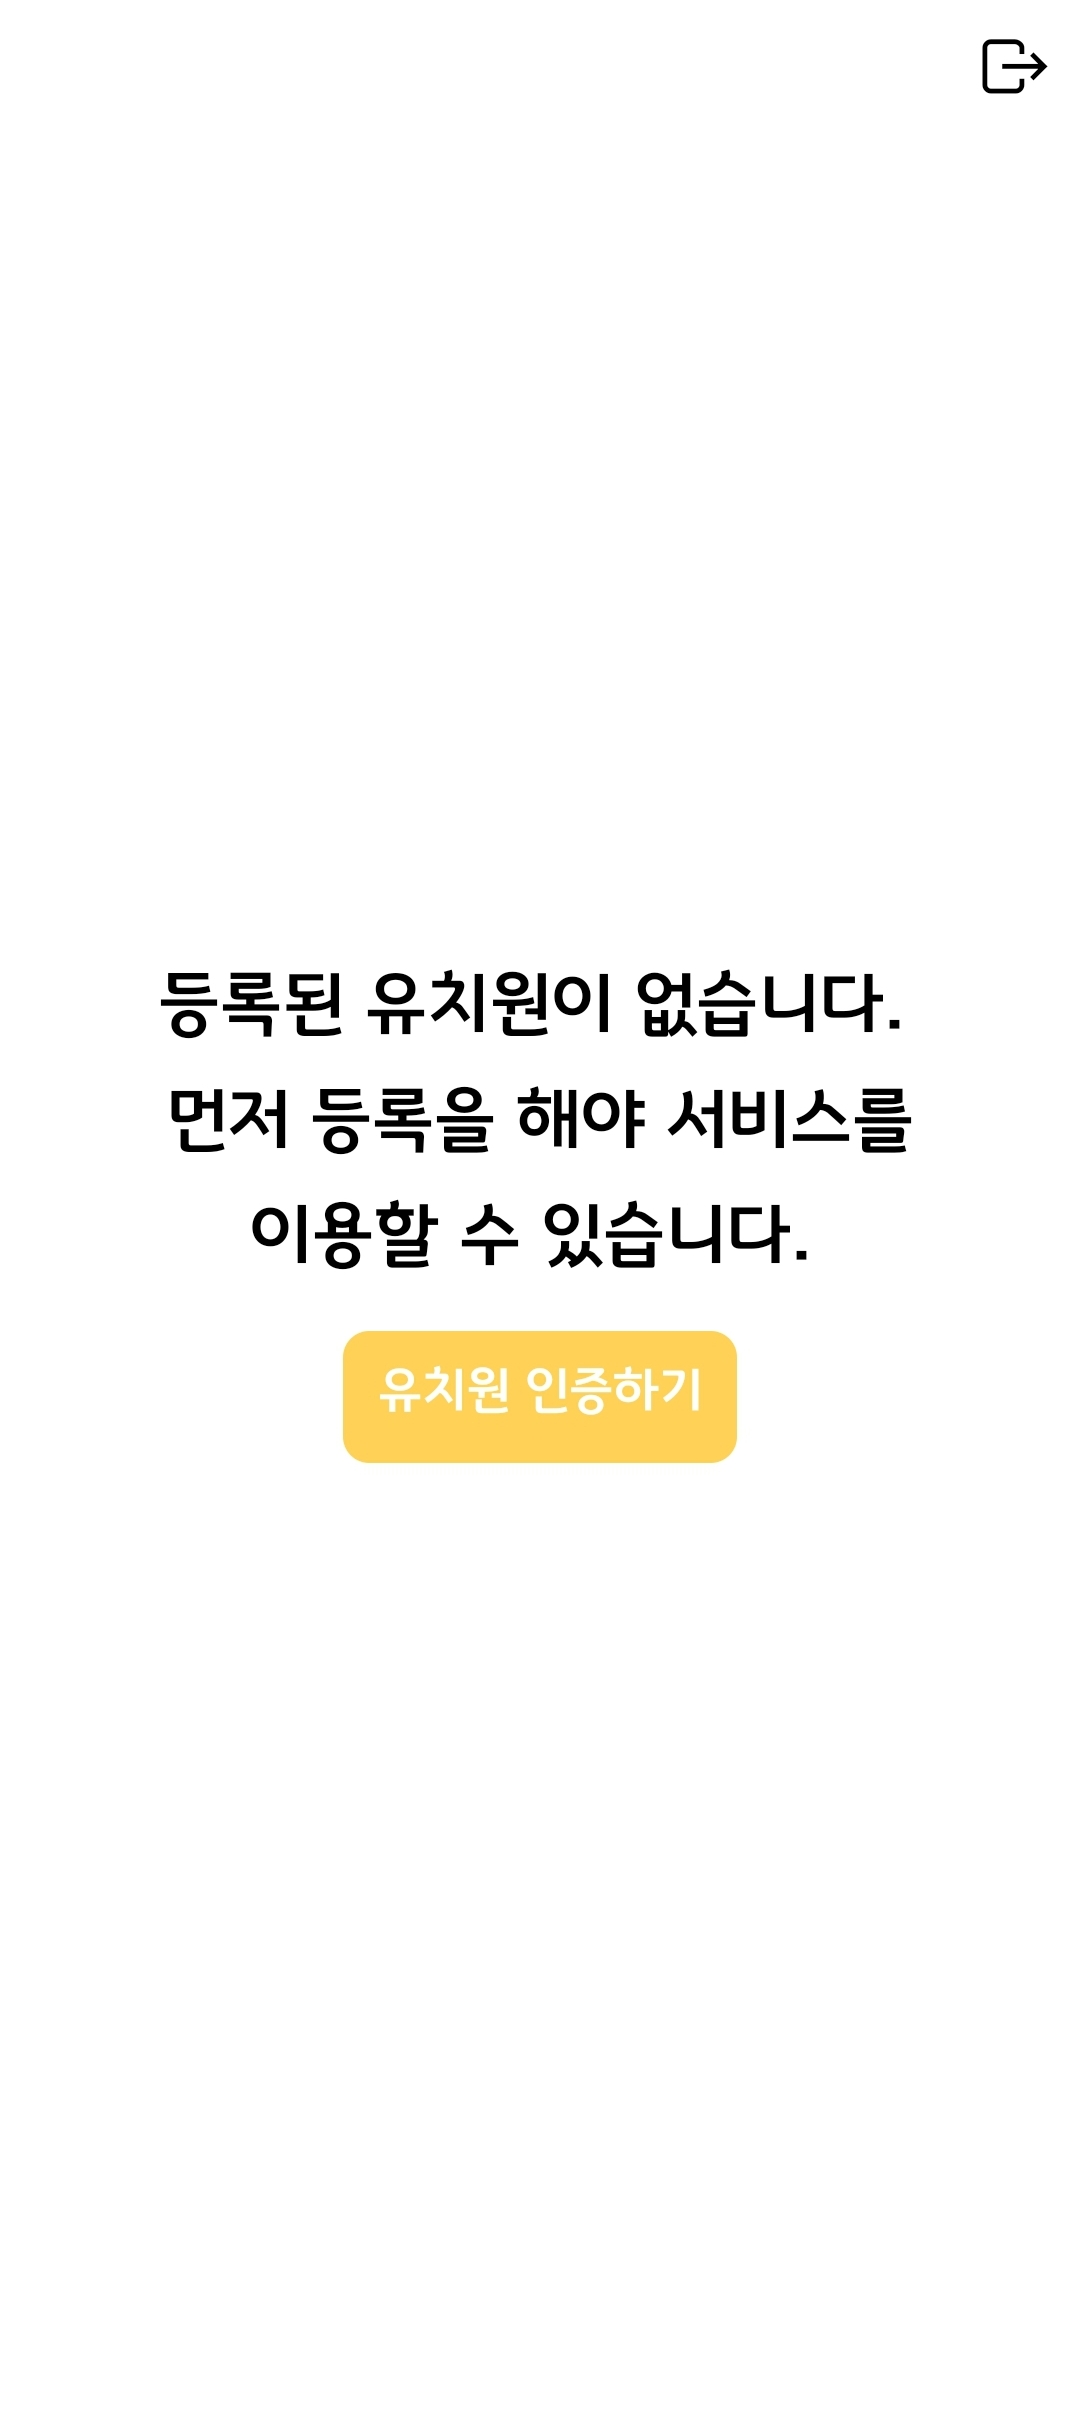 등록된 유치원이 없습니다.
먼저 등록을 해야 서비스를
이용할 수 있습니다.
유치원 인증하기